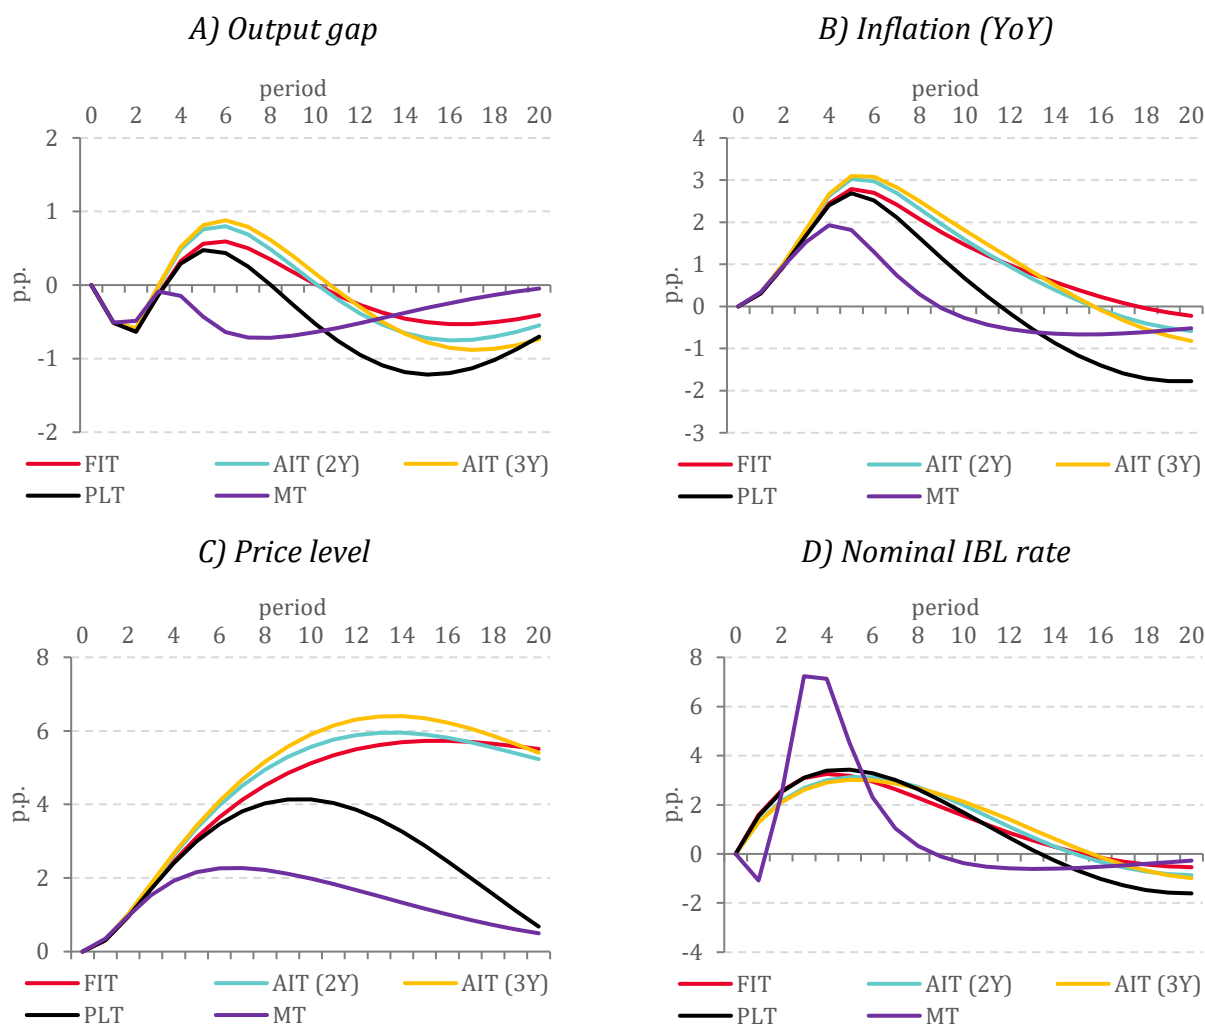 A) Output gap
period
0 2 4 6 8 10 12 14 16 18 20
2
1
0
-1
-2
p.p.
FIT AIT (2Y) AIT (3Y)
PLT MT
B) Inflation (YoY)
period
0 2 4 6 8 10 12 14 16 18 20
4
3
2
1
0
-1
-2
-3
p.p.
FIT AIT (2Y) AIT (3Y)
PLT MT
C) Price level
period
0 2 4 6 8 10 12 14 16 18 20
8
6
4
2
0
p.p.
FIT AIT (2Y) AIT (3Y)
PLT MT
D) Nominal IBL rate
period
0 2 4 6 8 10 12 14 16 18 20
8
6
4
2
0
-2
-4
p.p.
FIT AIT (2Y) AIT (3Y)
PLT MT